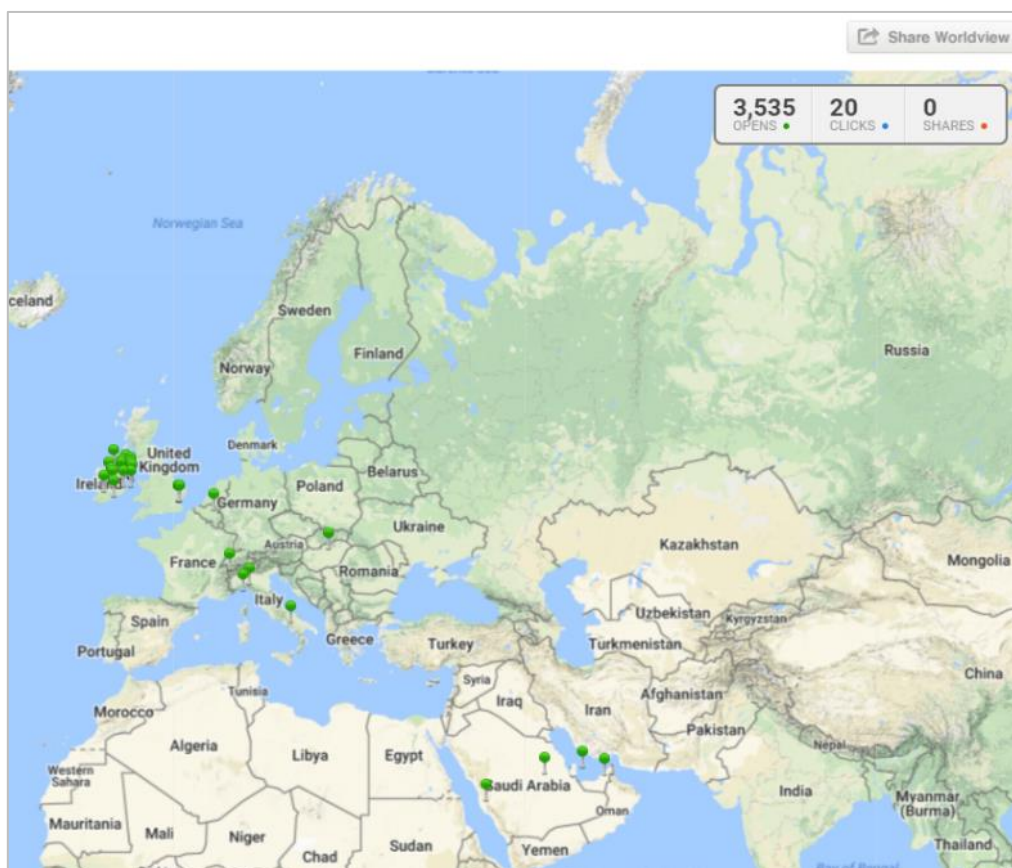 Share Worldview
3,535 20 0
OPENS CLICKS SHARES
Norwegian Sea
celand
Sweden
Russia
Finland
Norway
Denmark
United
Kingdom
Ireland
Belarus
Poland
Germany
Ukraine
Kazakhstan
Austria
France
Mongolia
Romania
Italy
Uzbekistan
Kyrgyzstan
Spain
Greece
Turkey
Turkmenistan
Portugal
China
Syria
Afghanistan
Tunisia
Iraq
Iran
Morocco
Pakistan
Algeria
Libya
Egypt
Nepal
Western
Sahara
Saudi Arabia
India
Myanmar
(Burma)
Oman
Mauritania
Mali
Niger
Sudan
Thailand
Chad
Yemen
Bay of Bengal